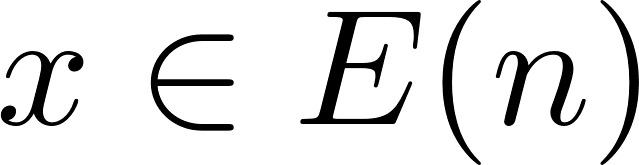 x ∈ E(n)